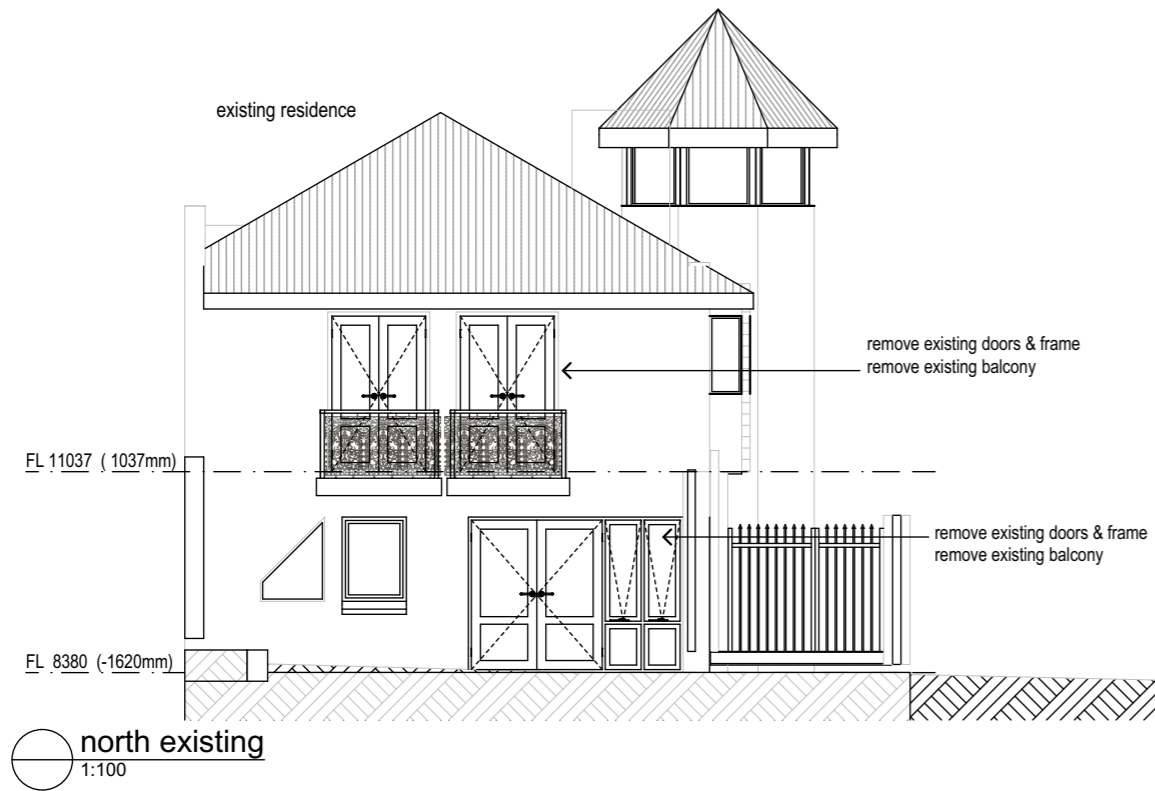 existing residence
remove existing doors & frame
remove existing balcony
FL 11037 ( 1037mm)
remove existing doors & frame
remove existing balcony
FL 8380 (-1620mm)
north existing
1:100